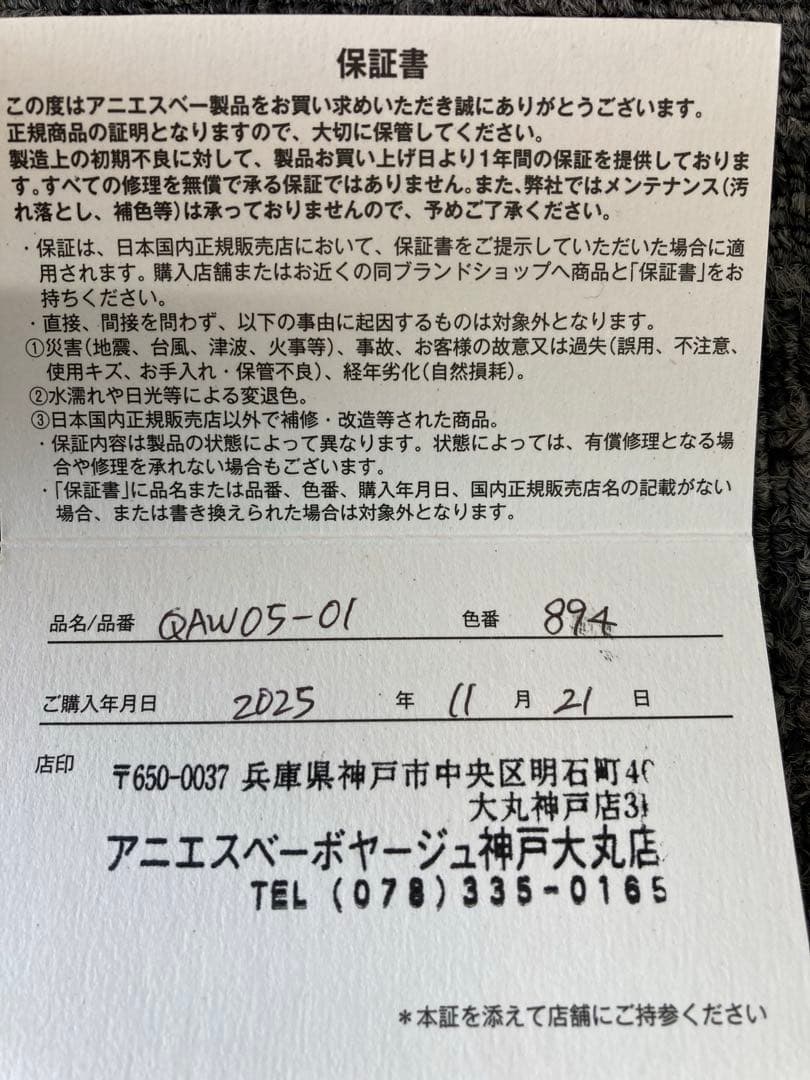 保証書
この度はアニエスベー製品をお買い求めいただき誠にありがとうございます。
正規商品の証明となりますので、大切に保管してください。
製造上の初期不良に対して、製品お買い上げ日より1年間の保証を提供しておりま
す。すべての修理を無償で承る保証ではありません。また、弊社ではメンテナンス(汚
れ落とし、補色等)は承っておりませんので、予めご了承ください。
・保証は、日本国内正規販売店において、保証書をご提示していただいた場合に適
用されます。購入店舗またはお近くの同ブランドショップへ商品と「保証書」をお
持ちください。
・直接、間接を問わず、以下の事由に起因するものは対象外となります。
①災害(地震、台風、津波、火事等)、事故、お客様の故意又は過失(誤用、不注意、
使用キズ、お手入れ・保管不良)、経年劣化(自然損耗)。
②水濡れや日光等による変退色。
③日本国内正規販売店以外で補修・改造等された商品。
・保証内容は製品の状態によって異なります。状態によっては、有償修理となる場
合や修理を承れない場合もございます。
・「保証書」に品名または品番、色番、購入年月日、国内正規販売店名の記載がない
場合、または書き換えられた場合は対象外となります。
品名/品番 QAW05-01 色番 894
ご購入年月日 2025 年 11 月 21 日
店印 〒650-0037 兵庫県神戸市中央区明石町40
大丸神戸店3
アニエスベーボヤージュ神戸大丸店
TEL (078)335-0165
*本証を添えて店舗にご持参ください